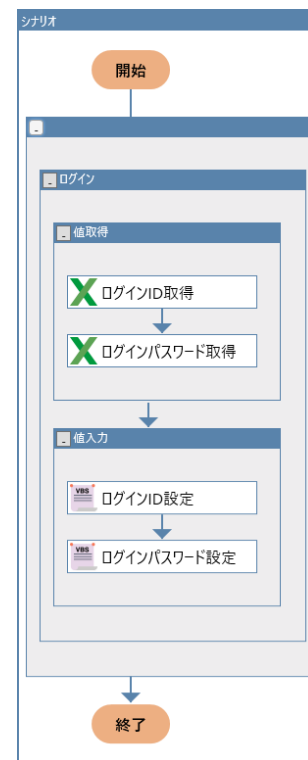 シナリオ
開始
ログイン
値取得
ログインID取得
ログインパスワード取得
値入力
VBS
ログインID設定
VBS
ログインパスワード設定
終了